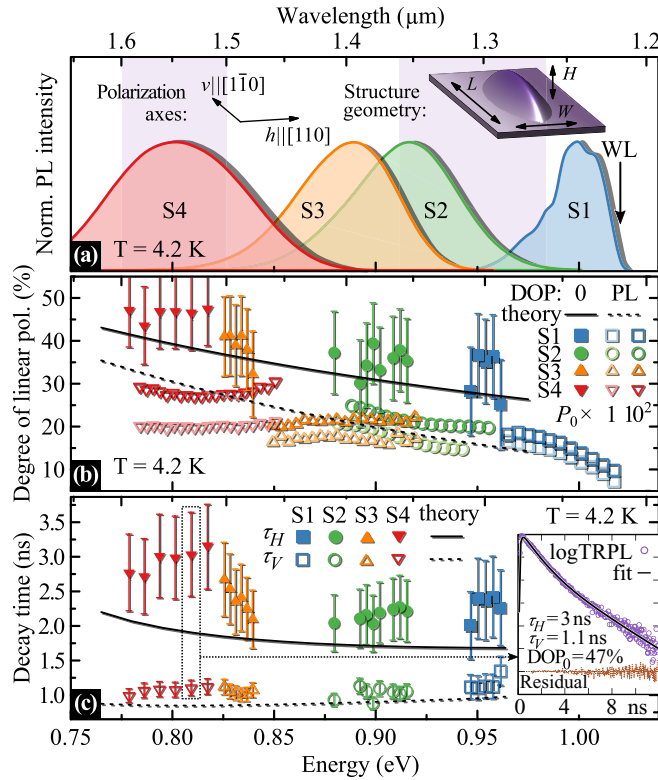 Wavelength (μm)
1.6 1.5 1.4 1.3 1.2
Norm. PL intensity
Polarization axes:
v||[11̄0]
h||[110]
Structure geometry:
L
W
H
WL
S4 S3 S2 S1
(a) T = 4.2 K
Degree of linear pol. (%)
50
40
30
20
10
DOP: 0 PL
theory
S1
S2
S3
S4
P₀× 1 10²
(b) T = 4.2 K
Decay time (ns)
3.5
3.0
2.5
2.0
1.5
1.0
S1 S2 S3 S4 theory
τH
τV
T = 4.2 K
logTRPL
fit
τH = 3 ns
τV = 1.1 ns
DOP₀ = 47%
Residual
0 4 8 ns
(c)
0.75 0.80 0.85 0.90 0.95 1.00
Energy (eV)